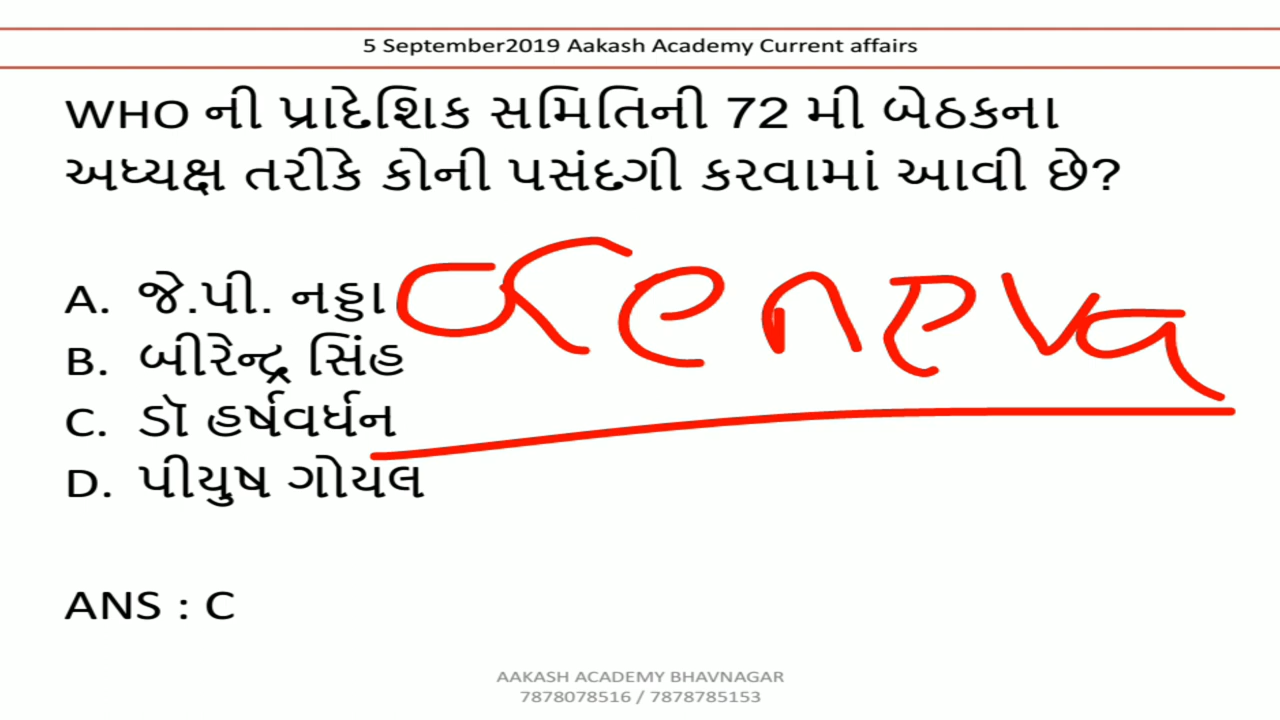 5 September2019 Aakash Academy Current affairs
WHO ની પ્રાદેશિક સમિતિની 72 મી બેઠકના
અધ્યક્ષ તરીકે કોની પસંદગી કરવામાં આવી છે?
A. જે.પી. નડ્ડા
Geneva
B. બીરેન્દ્ર સિંહ
C. ડૉ હર્ષવર્ધન
D. પીયુષ ગોયલ
ANS : C
AAKASH ACADEMY BHAVNAGAR
7878078516 / 7878785153